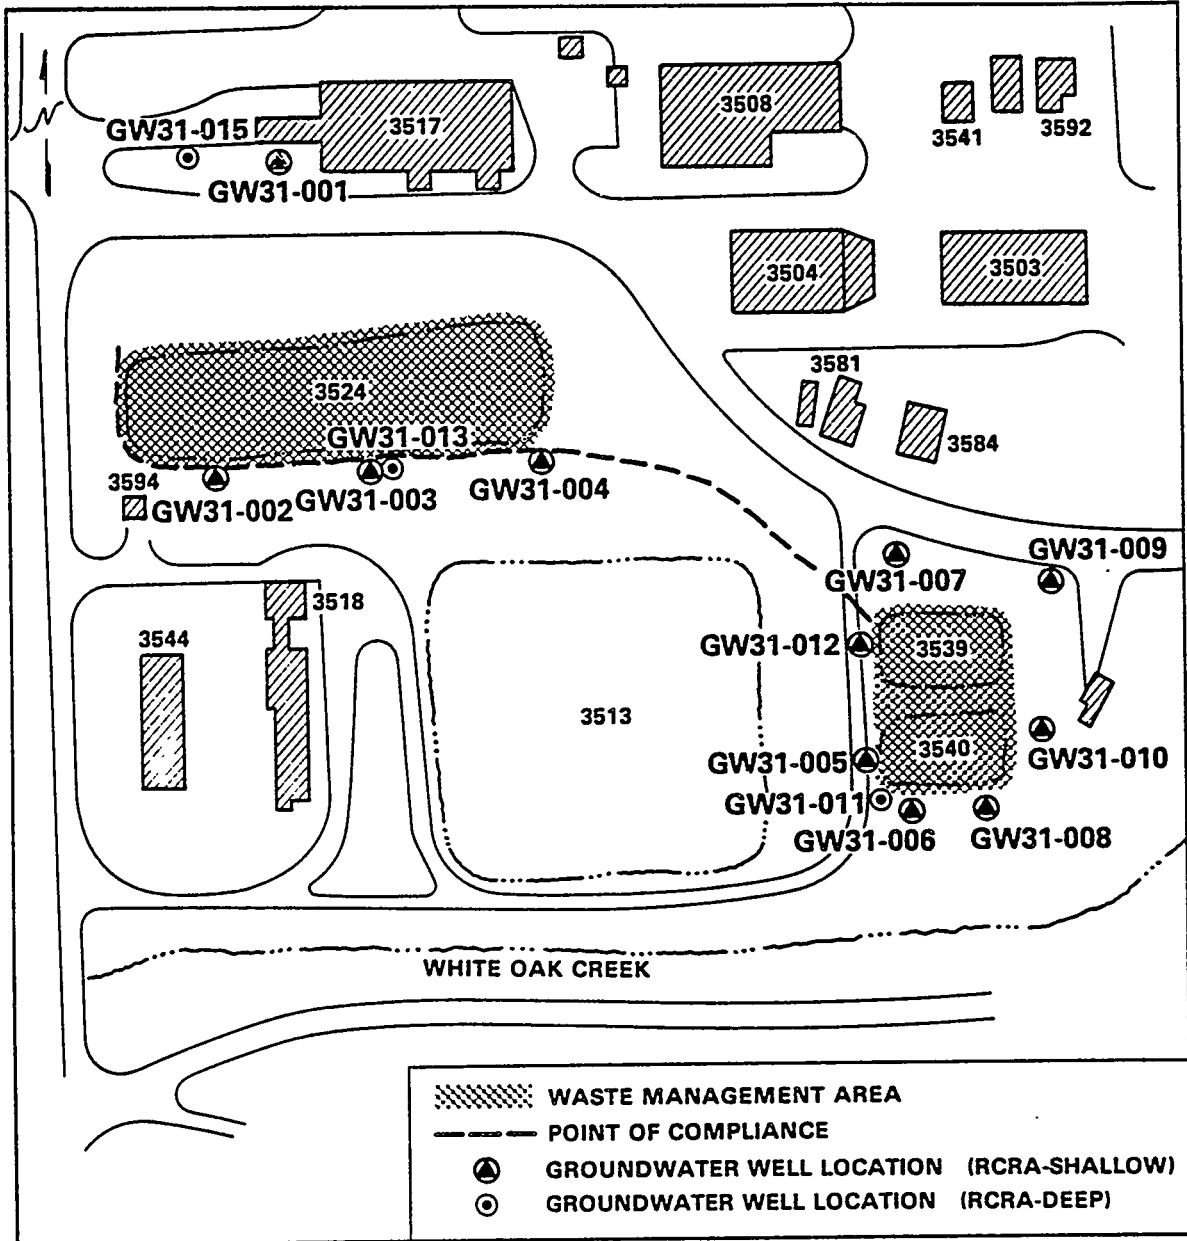 N
GW31-015
3517
3508
3541
3592
GW31-001
3504
3503
3524
3581
3584
GW31-013
3594
GW31-002
GW31-003
GW31-004
GW31-009
GW31-007
3518
3544
GW31-012
3539
3513
3540
GW31-005
GW31-010
GW31-011
GW31-006
GW31-008
WHITE OAK CREEK
WASTE MANAGEMENT AREA
POINT OF COMPLIANCE
GROUNDWATER WELL LOCATION (RCRA-SHALLOW)
GROUNDWATER WELL LOCATION (RCRA-DEEP)